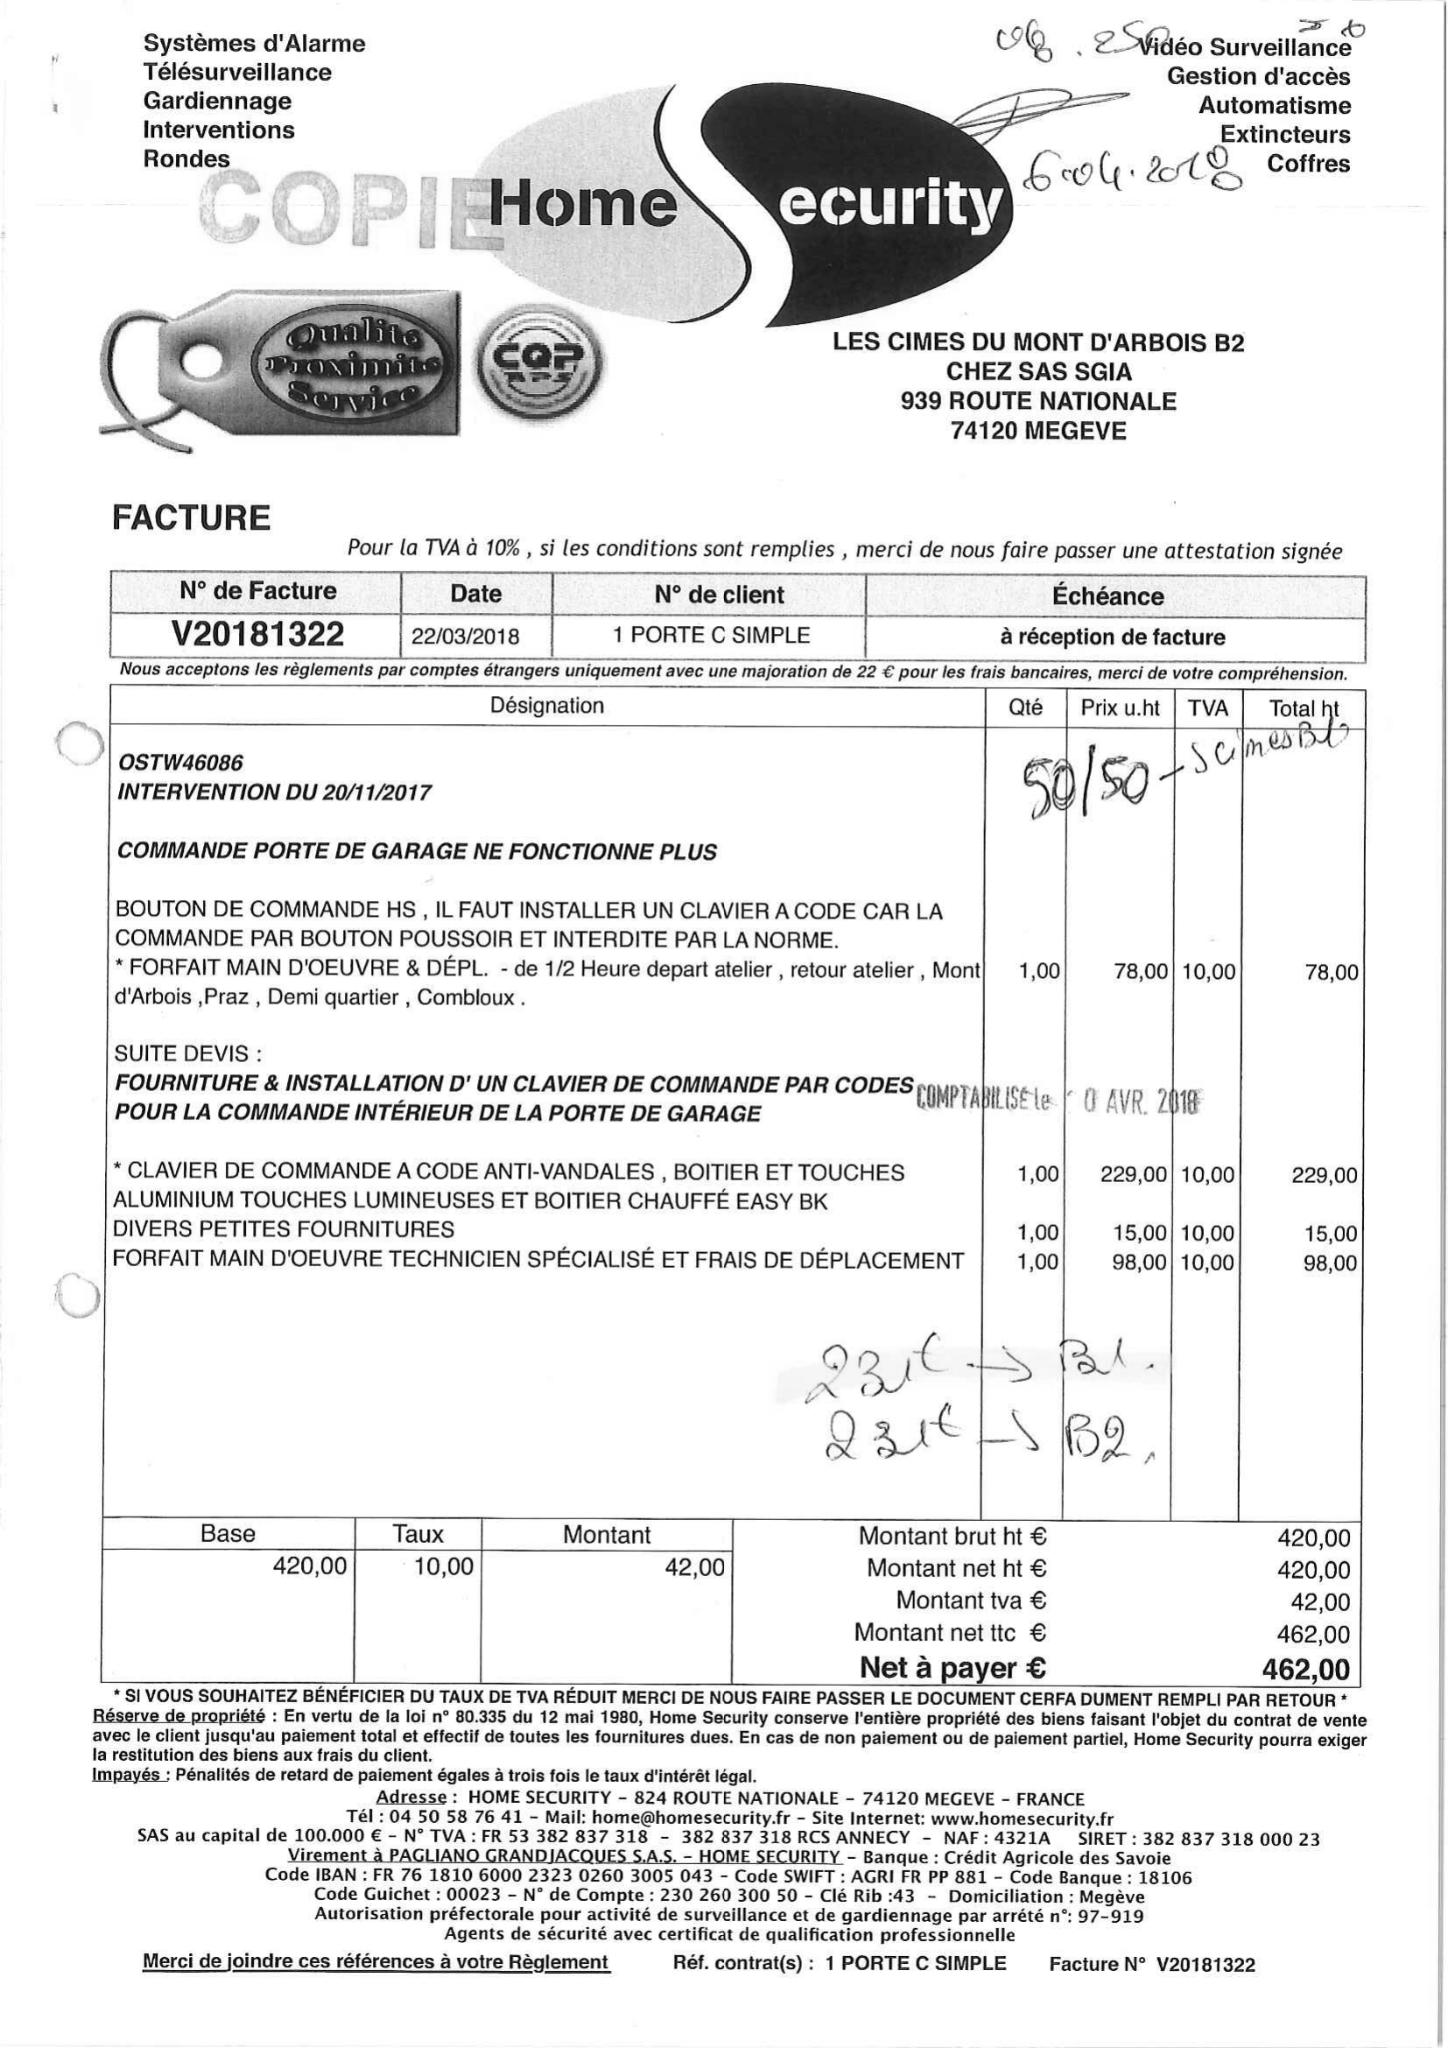 Systèmes d'Alarme
Télésurveillance
Gardiennage
Interventions
Rondes
Vidéo Surveillance
Gestion d'accès
Automatisme
Extincteurs
Coffres
6.04.2018
COPIE
Home Security
Qualite
Proximite
Service
CQP
APS
LES CIMES DU MONT D'ARBOIS B2
CHEZ SAS SGIA
939 ROUTE NATIONALE
74120 MEGEVE
FACTURE
Pour la TVA à 10% , si les conditions sont remplies , merci de nous faire passer une attestation signée
N° de Facture Date N° de client Échéance
V20181322 22/03/2018 1 PORTE C SIMPLE à réception de facture
Nous acceptons les règlements par comptes étrangers uniquement avec une majoration de 22 € pour les frais bancaires, merci de votre compréhension.
Désignation Qté Prix u.ht TVA Total ht
50/50
OSTW46086
INTERVENTION DU 20/11/2017
COMMANDE PORTE DE GARAGE NE FONCTIONNE PLUS
BOUTON DE COMMANDE HS , IL FAUT INSTALLER UN CLAVIER A CODE CAR LA
COMMANDE PAR BOUTON POUSSOIR ET INTERDITE PAR LA NORME.
* FORFAIT MAIN D'OEUVRE & DÉPL. - de 1/2 Heure depart atelier , retour atelier , Mont 1,00 78,00 10,00 78,00
d'Arbois ,Praz , Demi quartier , Combloux .
SUITE DEVIS :
FOURNITURE & INSTALLATION D' UN CLAVIER DE COMMANDE PAR CODES
POUR LA COMMANDE INTÉRIEUR DE LA PORTE DE GARAGE
COMPTABILISÉ le 10 AVR. 2018
* CLAVIER DE COMMANDE A CODE ANTI-VANDALES , BOITIER ET TOUCHES 1,00 229,00 10,00 229,00
ALUMINIUM TOUCHES LUMINEUSES ET BOITIER CHAUFFÉ EASY BK
DIVERS PETITES FOURNITURES 1,00 15,00 10,00 15,00
FORFAIT MAIN D'OEUVRE TECHNICIEN SPÉCIALISÉ ET FRAIS DE DÉPLACEMENT 1,00 98,00 10,00 98,00
231€ → B1.
231€ → B2.
Base Taux Montant
420,00 10,00 42,00
Montant brut ht € 420,00
Montant net ht € 420,00
Montant tva € 42,00
Montant net ttc € 462,00
Net à payer € 462,00
* SI VOUS SOUHAITEZ BÉNÉFICIER DU TAUX DE TVA RÉDUIT MERCI DE NOUS FAIRE PASSER LE DOCUMENT CERFA DUMENT REMPLI PAR RETOUR *
Réserve de propriété : En vertu de la loi n° 80.335 du 12 mai 1980, Home Security conserve l'entière propriété des biens faisant l'objet du contrat de vente
avec le client jusqu'au paiement total et effectif de toutes les fournitures dues. En cas de non paiement ou de paiement partiel, Home Security pourra exiger
la restitution des biens aux frais du client.
Impayés : Pénalités de retard de paiement égales à trois fois le taux d'intérêt légal.
Adresse : HOME SECURITY – 824 ROUTE NATIONALE – 74120 MEGEVE – FRANCE
Tél : 04 50 58 76 41 – Mail: home@homesecurity.fr – Site Internet: www.homesecurity.fr
SAS au capital de 100.000 € – N° TVA : FR 53 382 837 318 – 382 837 318 RCS ANNECY – NAF : 4321A SIRET : 382 837 318 000 23
Virement à PAGLIANO GRANDJACQUES S.A.S. – HOME SECURITY – Banque : Crédit Agricole des Savoie
Code IBAN : FR 76 1810 6000 2323 0260 3005 043 – Code SWIFT : AGRI FR PP 881 – Code Banque : 18106
Code Guichet : 00023 – N° de Compte : 230 260 300 50 – Clé Rib :43 – Domiciliation : Megève
Autorisation préfectorale pour activité de surveillance et de gardiennage par arrété n°: 97–919
Agents de sécurité avec certificat de qualification professionnelle
Merci de joindre ces références à votre Règlement Réf. contrat(s) : 1 PORTE C SIMPLE Facture N° V20181322